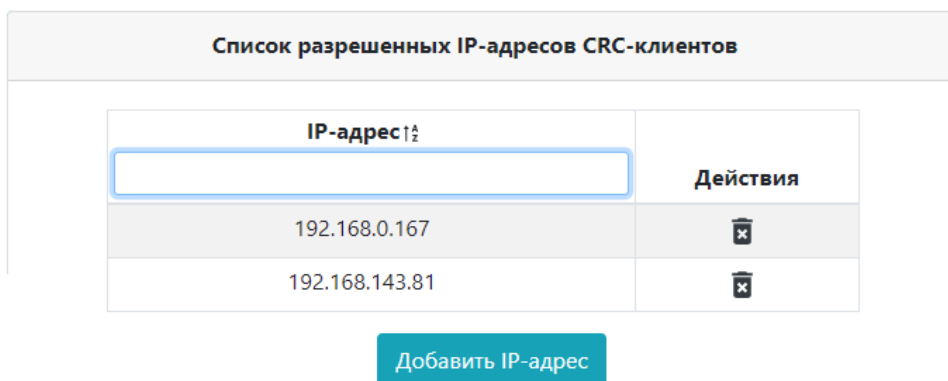 Список разрешенных IP-адресов CRC-клиентов
IP-адрес
Действия
192.168.0.167
192.168.143.81
Добавить IP-адрес